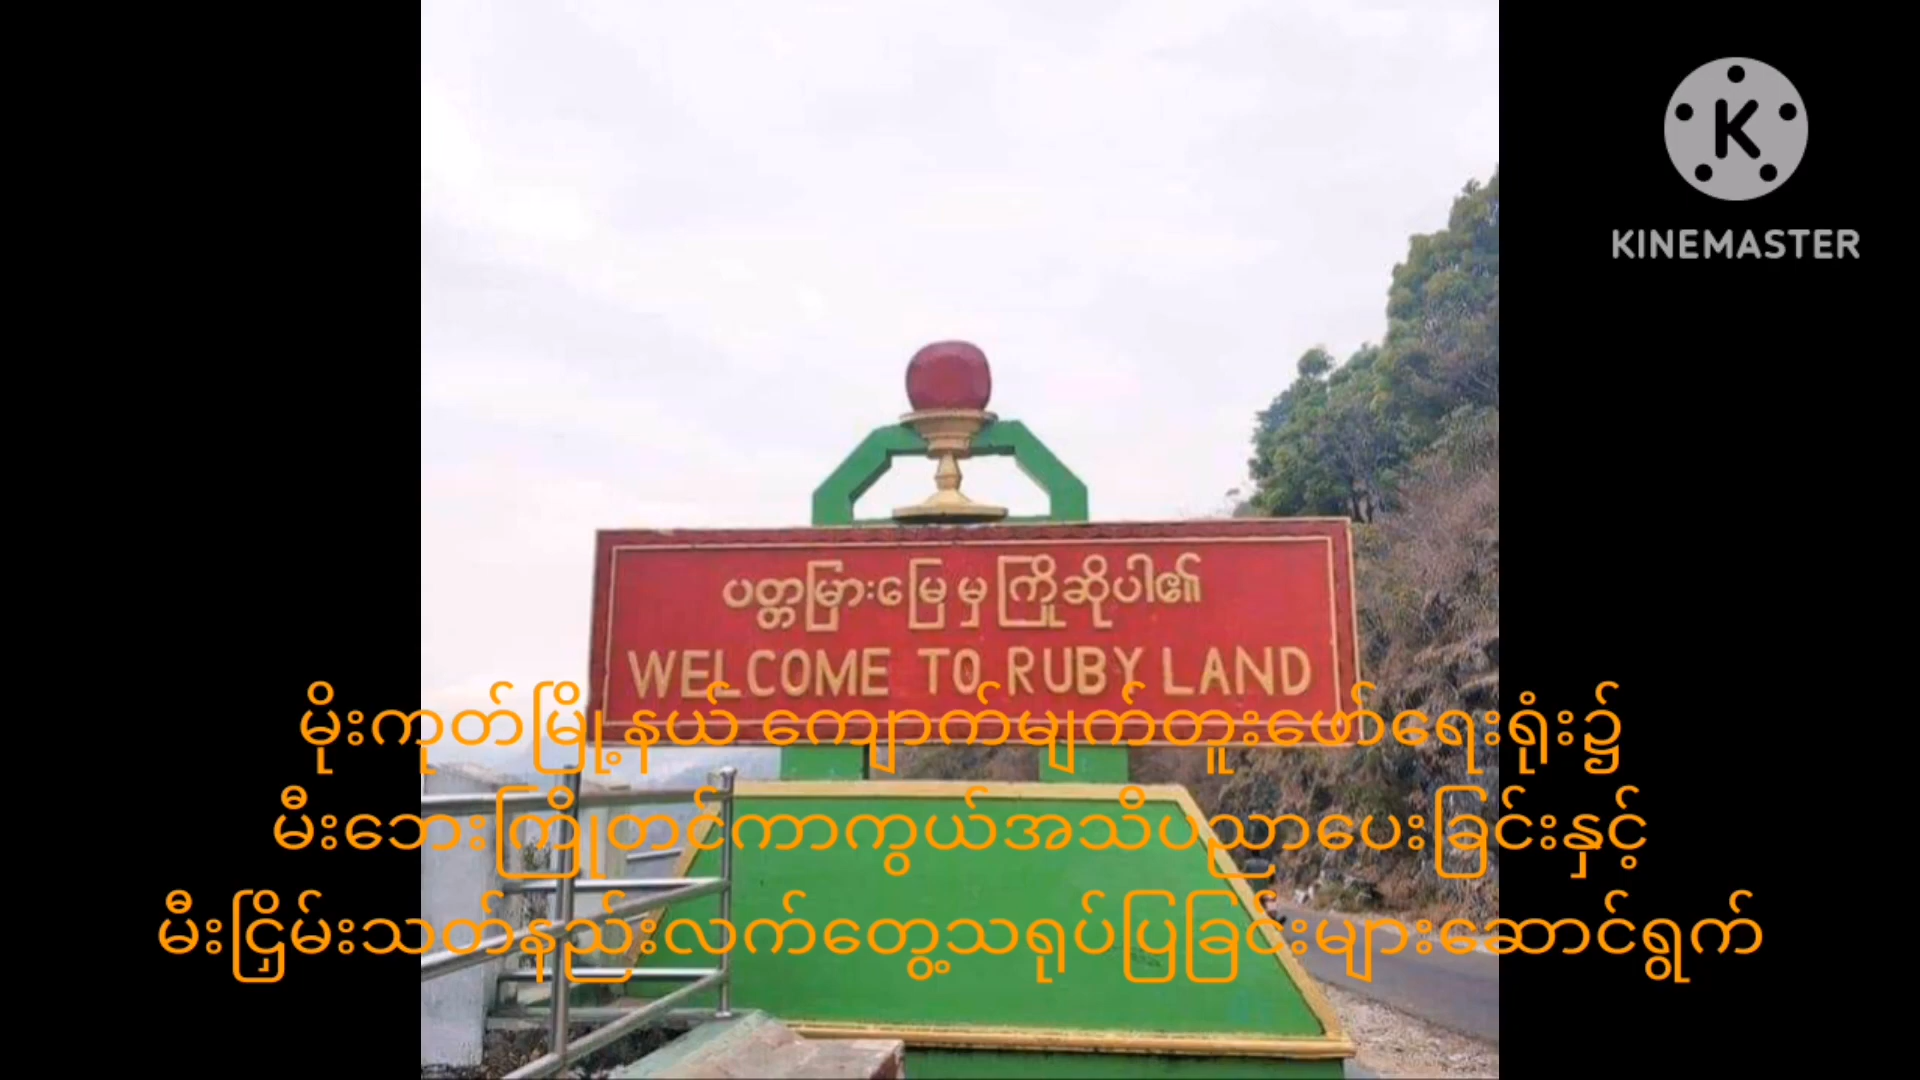 K
KINEMASTER
ပတ္တမြားမြေ မှ ကြိုဆိုပါ၏
WELCOME TO RUBY LAND
မိုးကုတ်မြို့နယ် ကျောက်မျက်တူးဖော်ရေးရုံး၌
မီးဘေးကြိုတင်ကာကွယ်အသိပညာပေးခြင်းနှင့်
မီးငြှိမ်းသတ်နည်းလက်တွေ့သရုပ်ပြခြင်းများဆောင်ရွက်